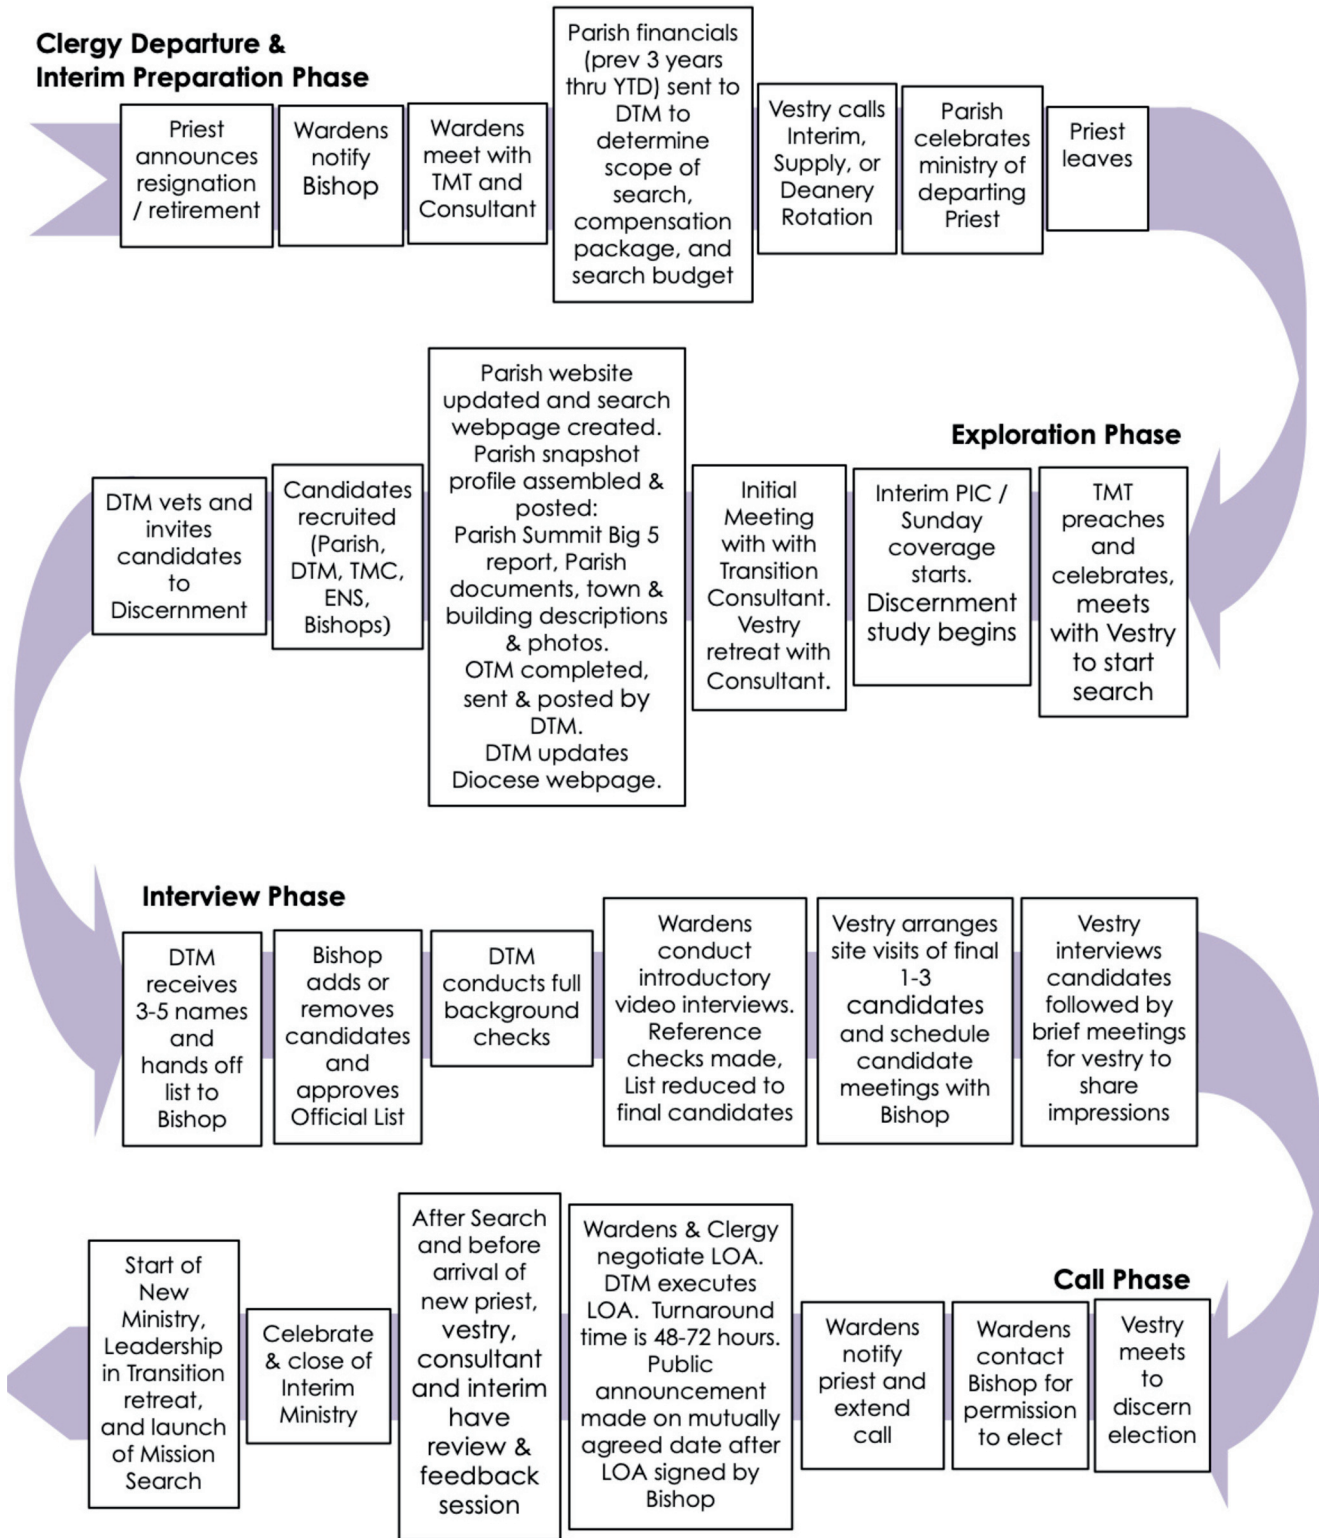 Clergy Departure &
Interim Preparation Phase
Priest
announces
resignation
/ retirement
Wardens
notify
Bishop
Wardens
meet with
TMT and
Consultant
Parish financials
(prev 3 years
thru YTD) sent to
DTM to
determine
scope of
search,
compensation
package, and
search budget
Vestry calls
Interim,
Supply, or
Deanery
Rotation
Parish
celebrates
ministry of
departing
Priest
Priest
leaves
Exploration Phase
TMT
preaches
and
celebrates,
meets
with Vestry
to start
search
Interim PIC /
Sunday
coverage
starts.
Discernment
study begins
Initial
Meeting
with with
Transition
Consultant.
Vestry
retreat with
Consultant.
Parish website
updated and search
webpage created.
Parish snapshot
profile assembled &
posted:
Parish Summit Big 5
report, Parish
documents, town &
building descriptions
& photos.
OTM completed,
sent & posted by
DTM.
DTM updates
Diocese webpage.
Candidates
recruited
(Parish,
DTM, TMC,
ENS,
Bishops)
DTM vets and
invites
candidates
to
Discernment
Interview Phase
DTM
receives
3-5 names
and
hands off
list to
Bishop
Bishop
adds or
removes
candidates
and
approves
Official List
DTM
conducts full
background
checks
Wardens
conduct
introductory
video interviews.
Reference
checks made,
List reduced to
final candidates
Vestry arranges
site visits of final
1-3
candidates
and schedule
candidate
meetings with
Bishop
Vestry
interviews
candidates
followed by
brief meetings
for vestry to
share
impressions
Call Phase
Vestry
meets
to
discern
election
Wardens
contact
Bishop for
permission
to elect
Wardens
notify
priest and
extend
call
Wardens & Clergy
negotiate LOA.
DTM executes
LOA.  Turnaround
time is 48-72 hours.
Public
announcement
made on mutually
agreed date after
LOA signed by
Bishop
After Search
and before
arrival of
new priest,
vestry,
consultant
and interim
have
review &
feedback
session
Celebrate
& close of
Interim
Ministry
Start of
New
Ministry,
Leadership
in Transition
retreat,
and launch
of Mission
Search